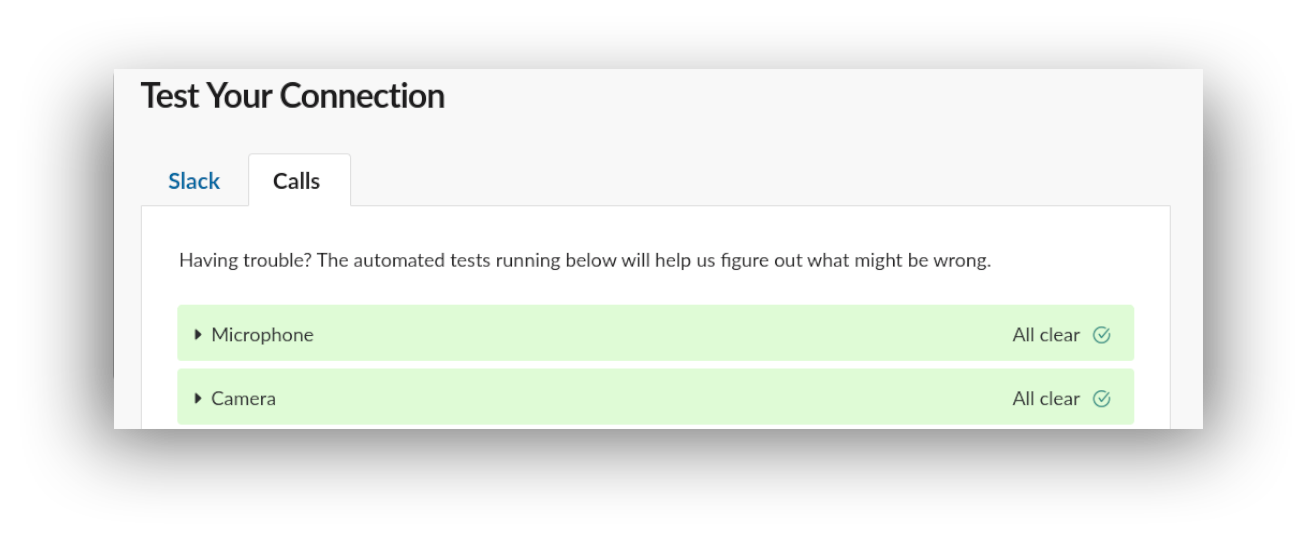 Test Your Connection
Slack Calls
Having trouble? The automated tests running below will help us figure out what might be wrong.
Microphone All clear
Camera All clear